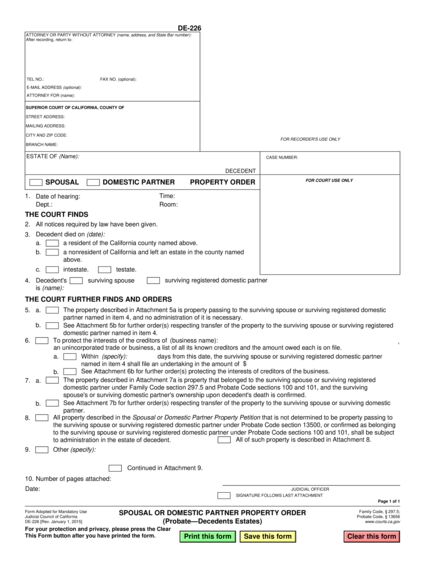 DE-226
ATTORNEY OR PARTY WITHOUT ATTORNEY (name, address, and State Bar number)
After recording, return to:
TEL NO.: FAX NO. (optional):
E-MAIL ADDRESS (optional):
ATTORNEY FOR (name):
SUPERIOR COURT OF CALIFORNIA, COUNTY OF
STREET ADDRESS:
MAILING ADDRESS:
CITY AND ZIP CODE:
BRANCH NAME:
FOR RECORDER'S USE ONLY
ESTATE OF (Name):
DECEDENT
CASE NUMBER:
SPOUSAL DOMESTIC PARTNER PROPERTY ORDER
FOR COURT USE ONLY
1. Date of hearing: Time:
Dept.: Room:
THE COURT FINDS
2. All notices required by law have been given.
3. Decedent died on (date):
a. a resident of the California county named above.
b. a nonresident of California and left an estate in the county named
above.
c. intestate. testate.
4. Decedent's surviving spouse surviving registered domestic partner
is (name):
THE COURT FURTHER FINDS AND ORDERS
5. a. The property described in Attachment 5a is property passing to the surviving spouse or surviving registered domestic
partner named in item 4, and no administration of it is necessary.
b. See Attachment 5b for further order(s) respecting transfer of the property to the surviving spouse or surviving registered
domestic partner named in item 4.
6. To protect the interests of the creditors of (business name): ,
an unincorporated trade or business, a list of all its known creditors and the amount owed each is on file.
a. Within (specify): days from this date, the surviving spouse or surviving registered domestic partner
named in item 4 shall file an undertaking in the amount of $
b. See Attachment 6b for further order(s) protecting the interests of creditors of the business.
7. a. The property described in Attachment 7a is property that belonged to the surviving spouse or surviving registered
domestic partner under Family Code section 297.5 and Probate Code sections 100 and 101, and the surviving
spouse's or surviving domestic partner's ownership upon decedent's death is confirmed.
b. See Attachment 7b for further order(s) respecting transfer of the property to the surviving spouse or surviving domestic
partner.
8. All property described in the Spousal or Domestic Partner Property Petition that is not determined to be property passing to
the surviving spouse or surviving registered domestic partner under Probate Code section 13500, or confirmed as belonging
to the surviving spouse or surviving registered domestic partner under Probate Code sections 100 and 101, shall be subject
to administration in the estate of decedent. All of such property is described in Attachment 8.
9. Other (specify):
Continued in Attachment 9.
10. Number of pages attached:
Date:
JUDICIAL OFFICER
SIGNATURE FOLLOWS LAST ATTACHMENT
Page 1 of 1
Form Adopted for Mandatory Use
Judicial Council of California
DE-226 [Rev. January 1, 2015]
SPOUSAL OR DOMESTIC PARTNER PROPERTY ORDER
(Probate—Decedents Estates)
Family Code, § 297.5;
Probate Code, § 13656
www.courts.ca.gov
For your protection and privacy, please press the Clear
This Form button after you have printed the form.
Print this form Save this form Clear this form